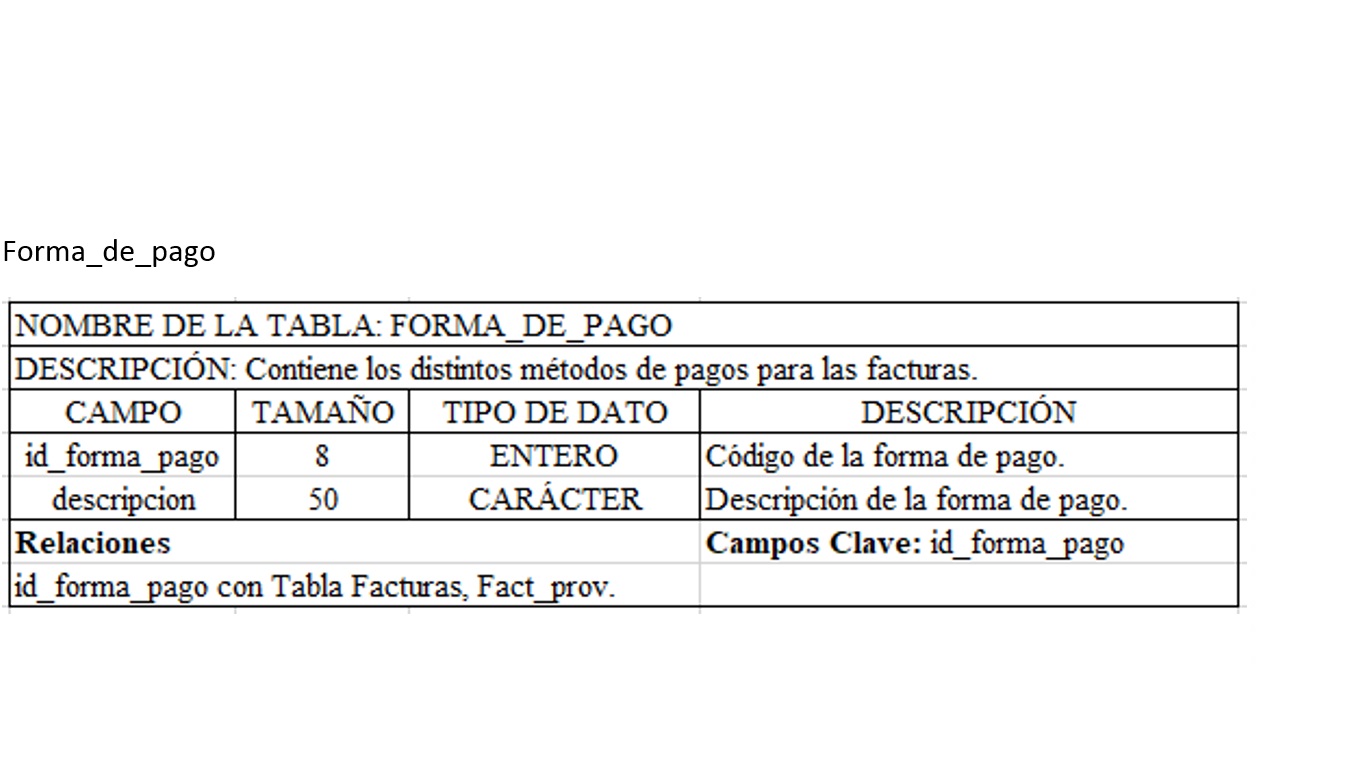 Forma_de_pago
NOMBRE DE LA TABLA: FORMA_DE_PAGO
DESCRIPCIÓN: Contiene los distintos métodos de pagos para las facturas.
CAMPO TAMAÑO TIPO DE DATO DESCRIPCIÓN
id_forma_pago 8 ENTERO Código de la forma de pago.
descripcion 50 CARÁCTER Descripción de la forma de pago.
Relaciones Campos Clave: id_forma_pago
id_forma_pago con Tabla Facturas, Fact_prov.